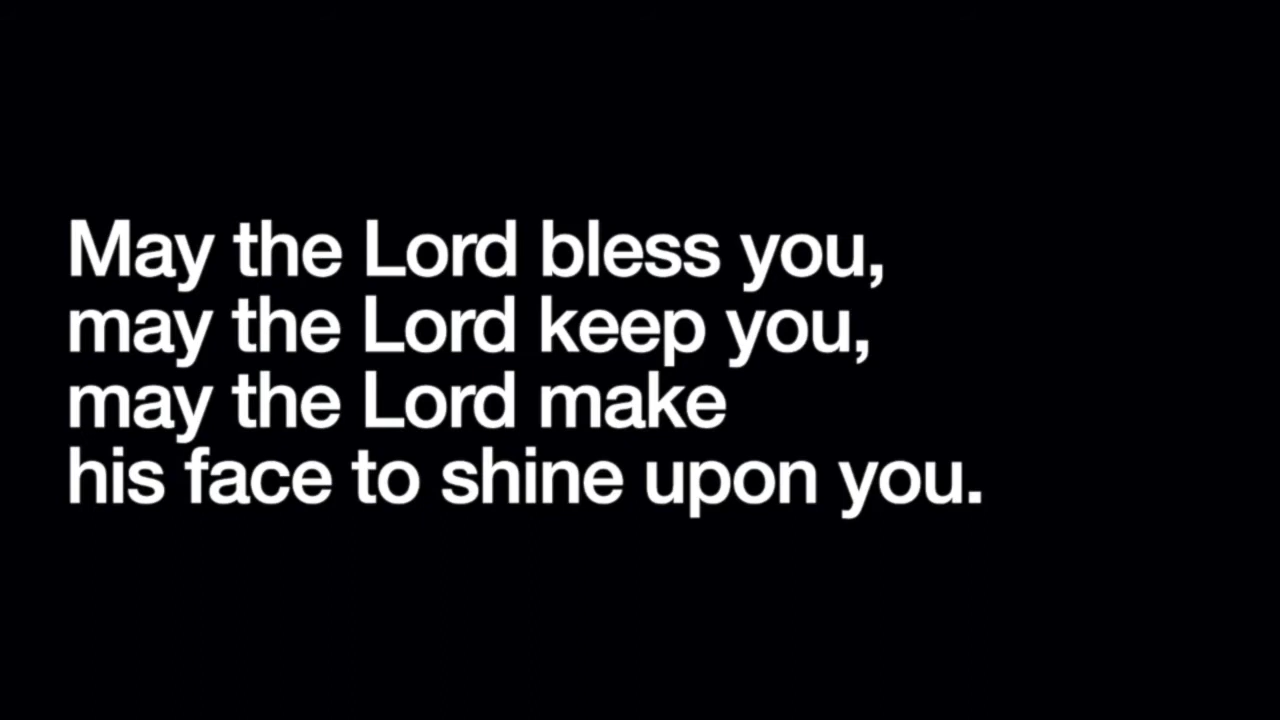 May the Lord bless you,
may the Lord keep you,
may the Lord make
his face to shine upon you.